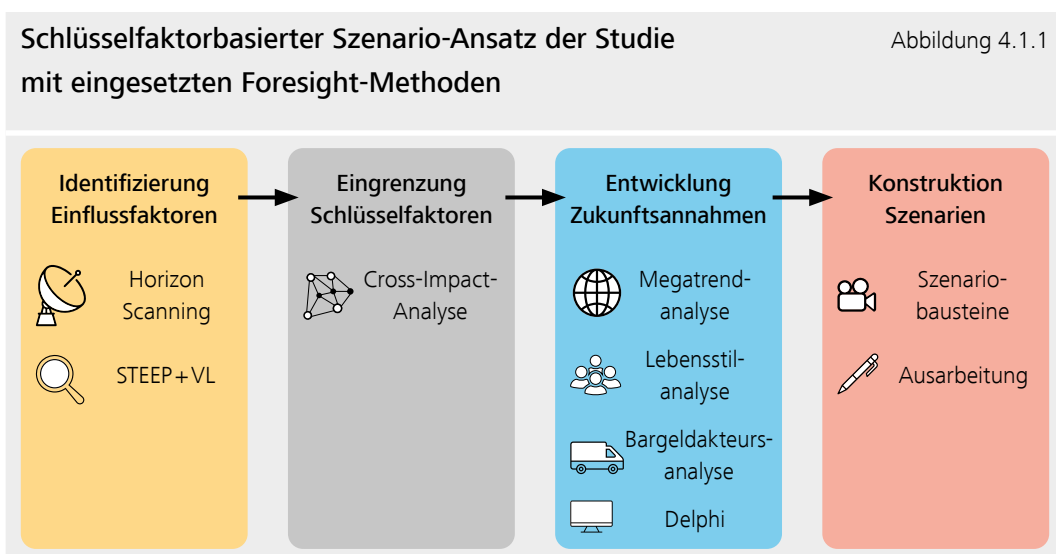 Schlüsselfaktorbasierter Szenario-Ansatz der Studie
mit eingesetzten Foresight-Methoden
Abbildung 4.1.1
Identifizierung
Einflussfaktoren
Horizon
Scanning
STEEP+VL
Eingrenzung
Schlüsselfaktoren
Cross-Impact-
Analyse
Entwicklung
Zukunftsannahmen
Megatrend-
analyse
Lebensstil-
analyse
Bargeldakteurs-
analyse
Delphi
Konstruktion
Szenarien
Szenario-
bausteine
Ausarbeitung